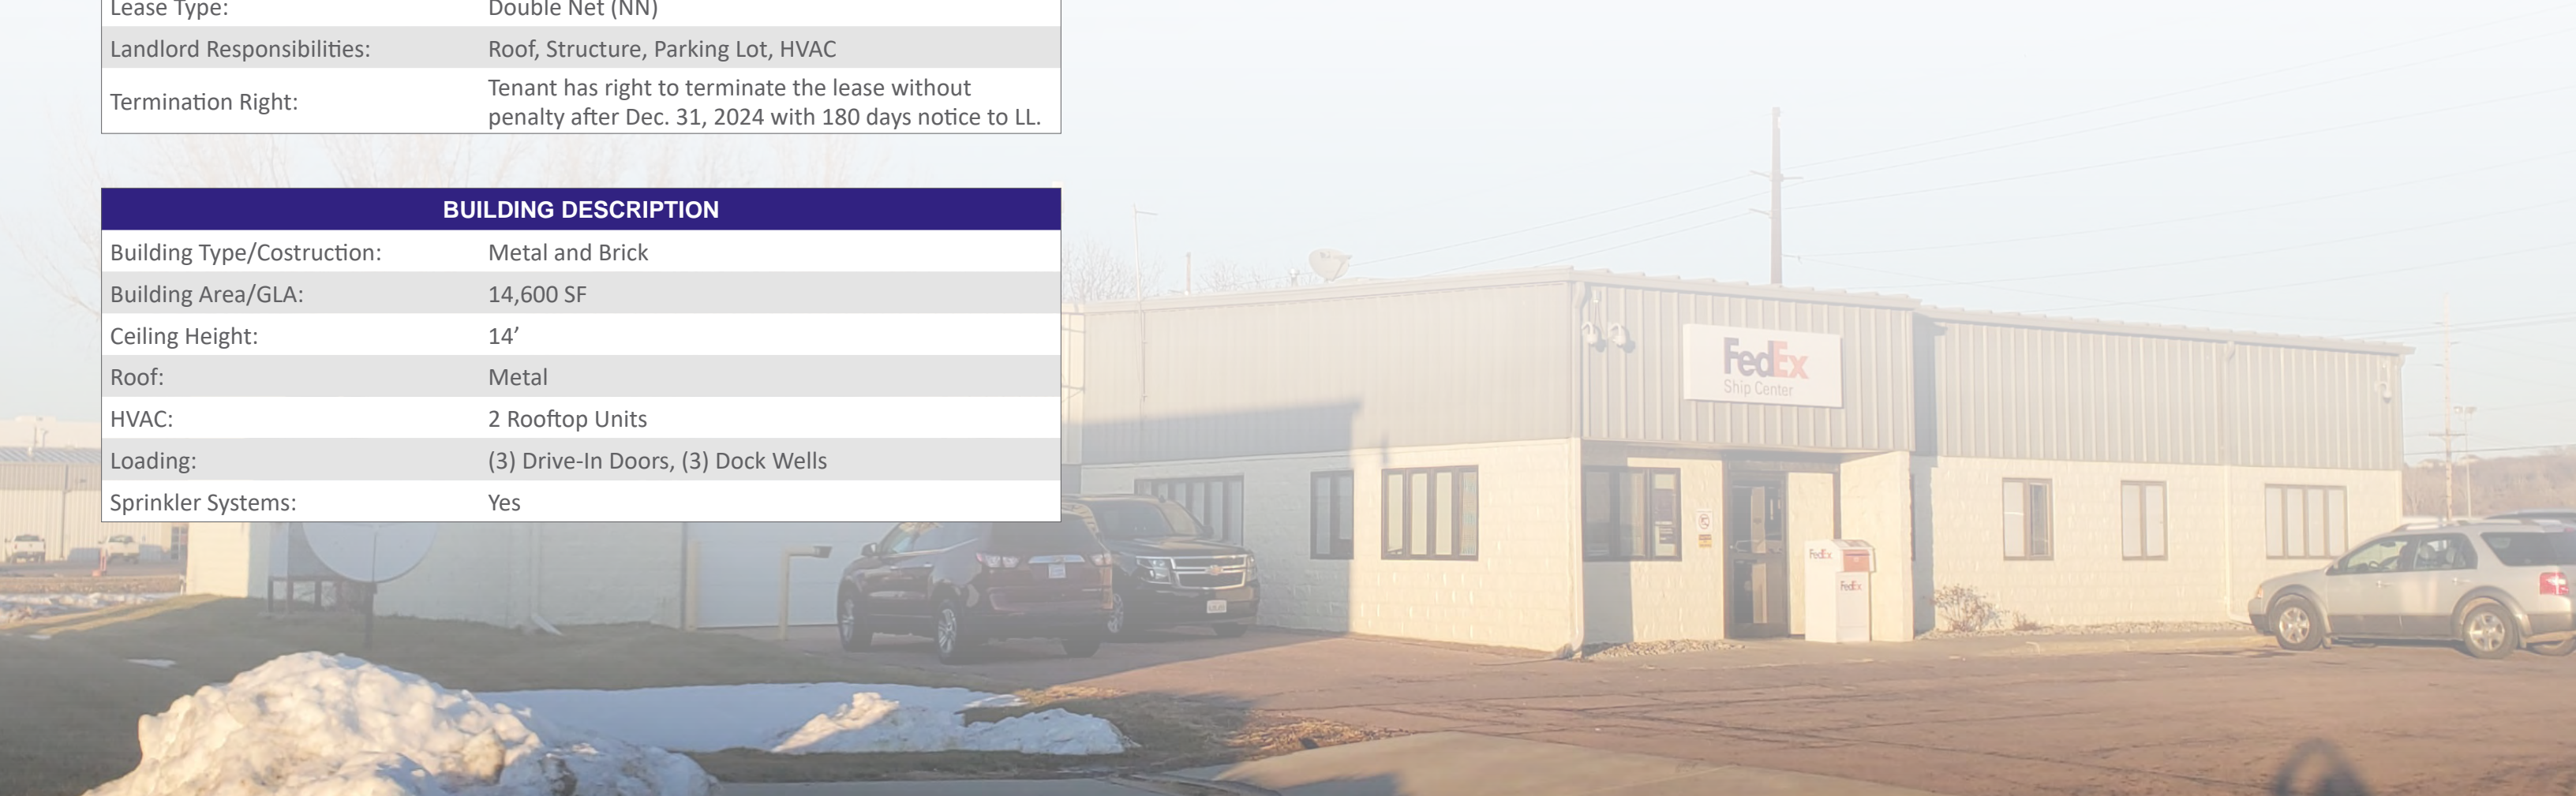 Lease Type: Double Net (NN)
Landlord Responsibilities: Roof, Structure, Parking Lot, HVAC
Termination Right: Tenant has right to terminate the lease without
penalty after Dec. 31, 2024 with 180 days notice to LL.
BUILDING DESCRIPTION
Building Type/Costruction: Metal and Brick
Building Area/GLA: 14,600 SF
Ceiling Height: 14’
Roof: Metal
HVAC: 2 Rooftop Units
Loading: (3) Drive-In Doors, (3) Dock Wells
Sprinkler Systems: Yes
FedEx
Ship Center
FedEx
FedEx